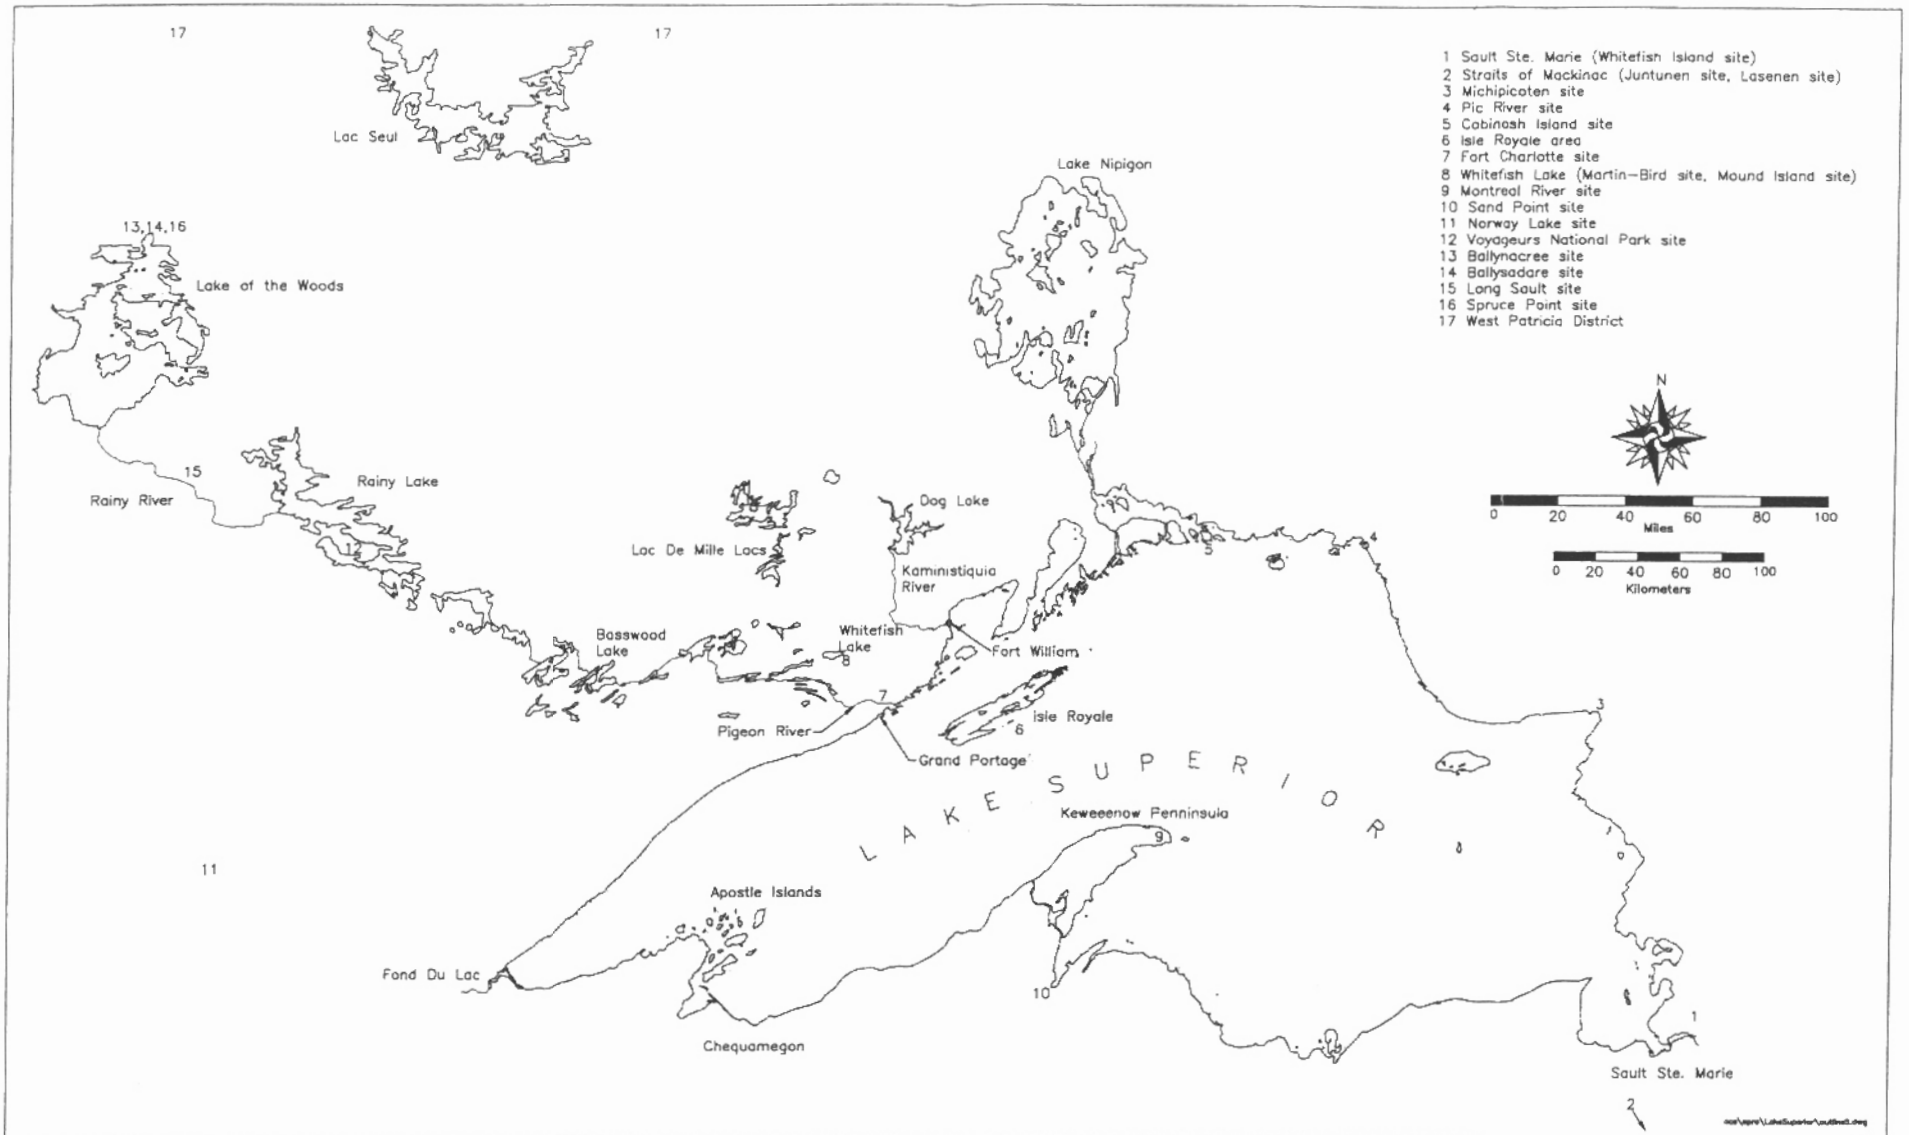 17
17
Lac Seul
Lake Nipigon
1 Sault Ste. Marie (Whitefish Island site)
2 Straits of Mackinac (Juntunen site, Lasenen site)
3 Michipicoten site
4 Pic River site
5 Cabinash Island site
6 Isle Royale area
7 Fort Charlotte site
8 Whitefish Lake (Martin-Bird site, Mound Island site)
9 Montreal River site
10 Sand Point site
11 Norway Lake site
12 Voyageurs National Park site
13 Ballynacree site
14 Ballysadare site
15 Long Sault site
16 Spruce Point site
17 West Patricia District
13,14,16
Lake of the Woods
N
0 20 40 60 80 100
Miles
0 20 40 60 80 100
Kilometers
15
Rainy River
Rainy Lake
12
Lac De Mille Lacs
Dog Lake
Kaministiquia
River
5
4
Basswood
Lake
Whitefish
Lake
8
Fort William
7
Pigeon River
Isle Royale
6
Grand Portage
3
LAKE SUPERIOR
Keweeenow Penninsula
9
11
Apostle Islands
Fond Du Lac
10
Chequamegon
1
Sault Ste. Marie
2